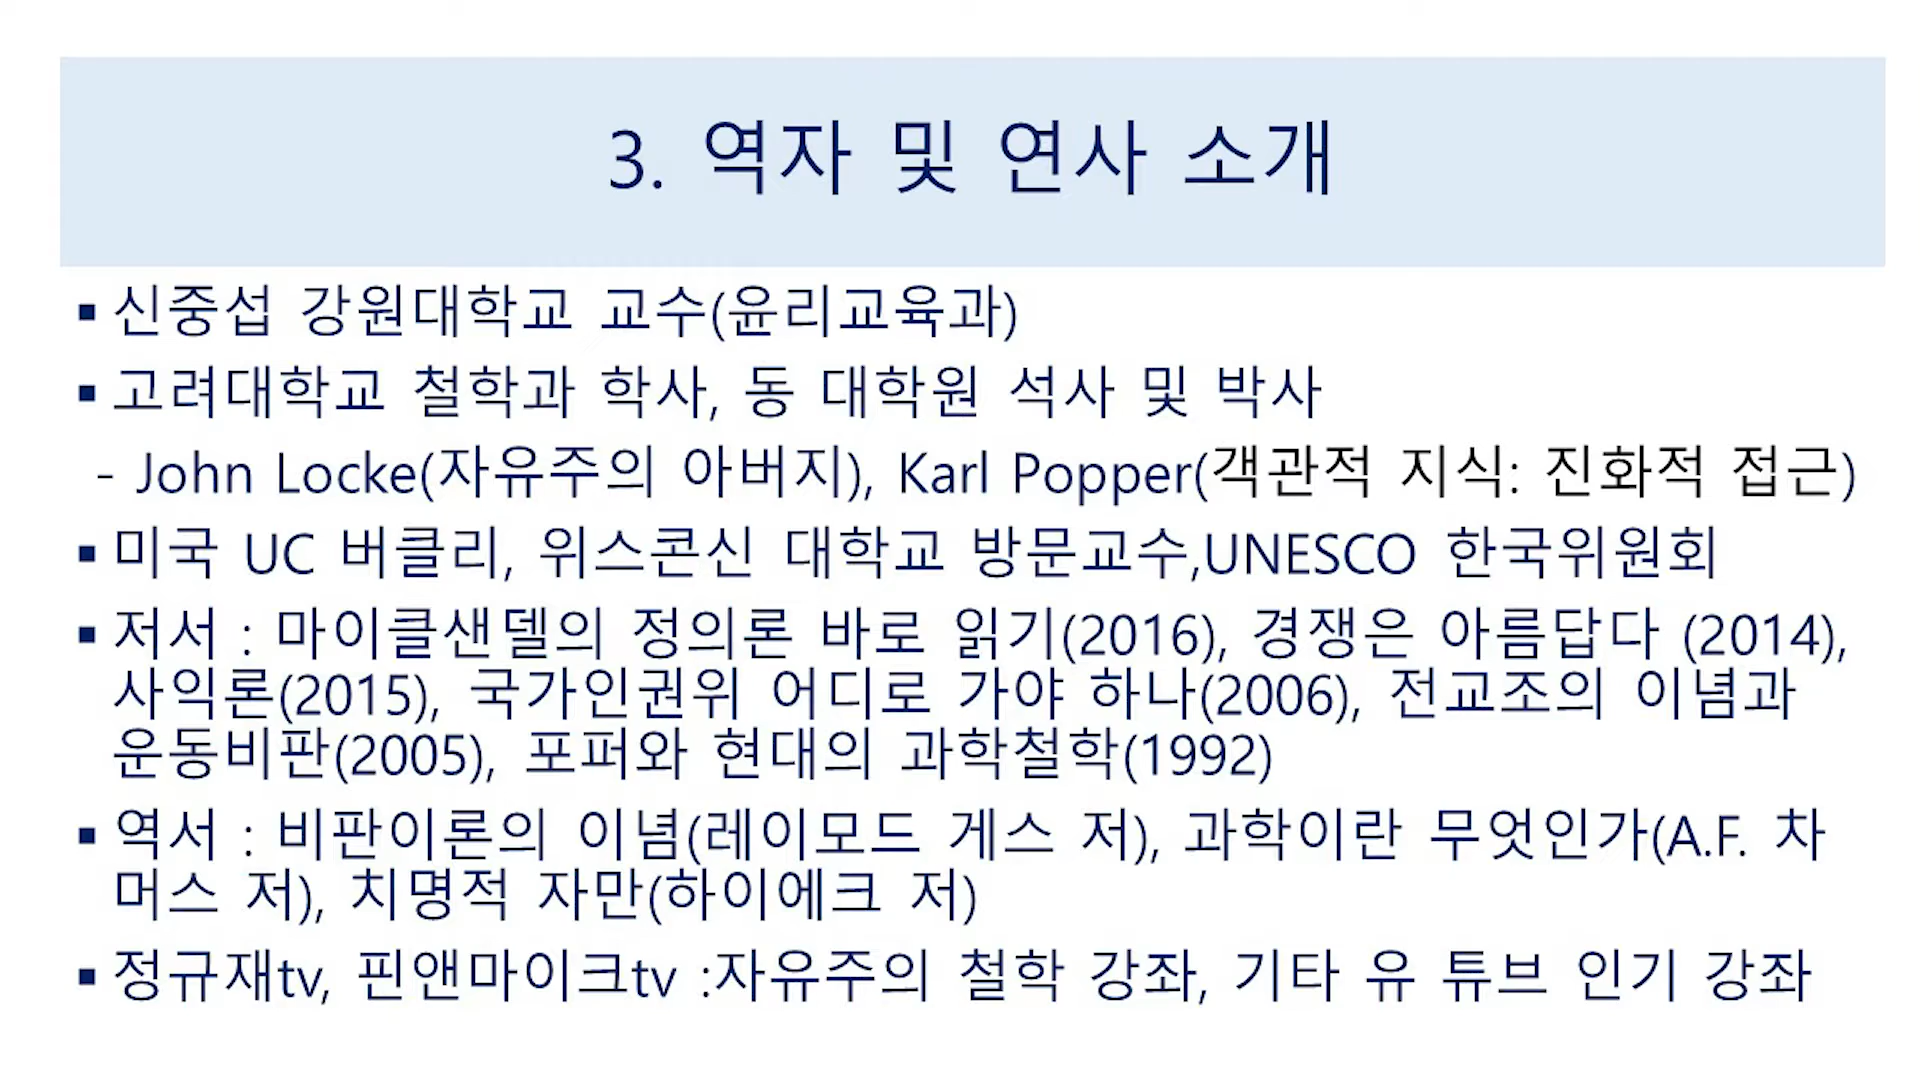 3. 역자 및 연사 소개
▪ 신중섭 강원대학교 교수(윤리교육과)
▪ 고려대학교 철학과 학사, 동 대학원 석사 및 박사
- John Locke(자유주의 아버지), Karl Popper(객관적 지식: 진화적 접근)
▪ 미국 UC 버클리, 위스콘신 대학교 방문교수,UNESCO 한국위원회
▪ 저서 : 마이클샌델의 정의론 바로 읽기(2016), 경쟁은 아름답다 (2014),
사익론(2015), 국가인권위 어디로 가야 하나(2006), 전교조의 이념과
운동비판(2005), 포퍼와 현대의 과학철학(1992)
▪ 역서 : 비판이론의 이념(레이모드 게스 저), 과학이란 무엇인가(A.F. 차
머스 저), 치명적 자만(하이에크 저)
▪ 정규재tv, 핀앤마이크tv :자유주의 철학 강좌, 기타 유 튜브 인기 강좌